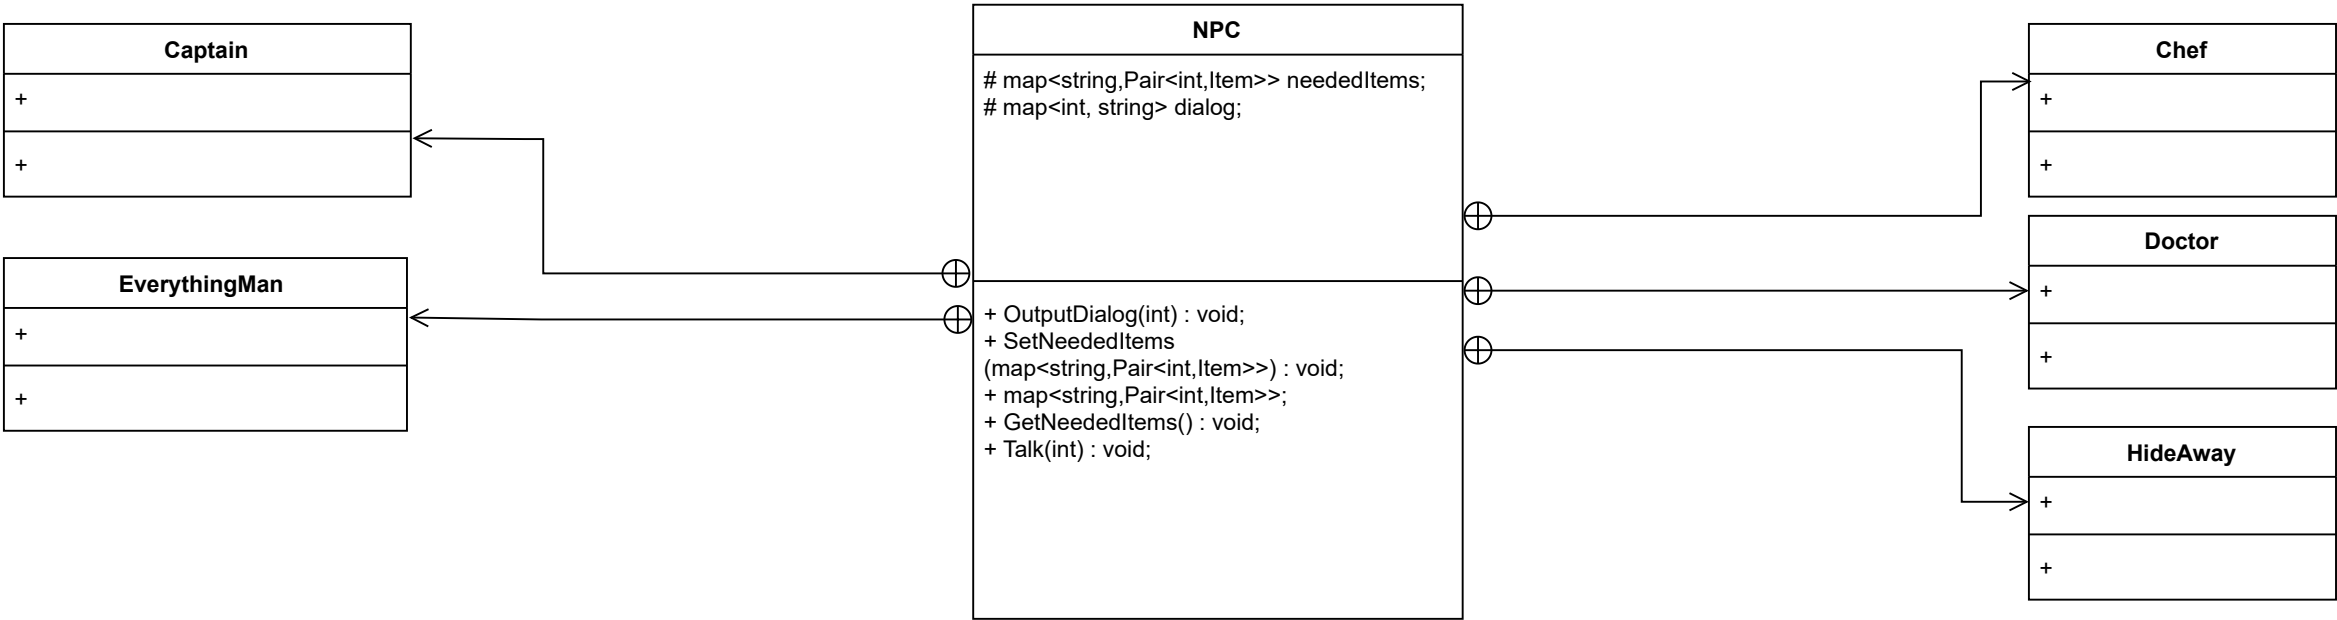 Captain
+
+
EverythingMan
+
+
NPC
# map<string,Pair<int,Item>> neededItems;
# map<int, string> dialog;
+ OutputDialog(int) : void;
+ SetNeededItems
(map<string,Pair<int,Item>>) : void;
+ map<string,Pair<int,Item>>;
+ GetNeededItems() : void;
+ Talk(int) : void;
Chef
+
+
Doctor
+
+
HideAway
+
+